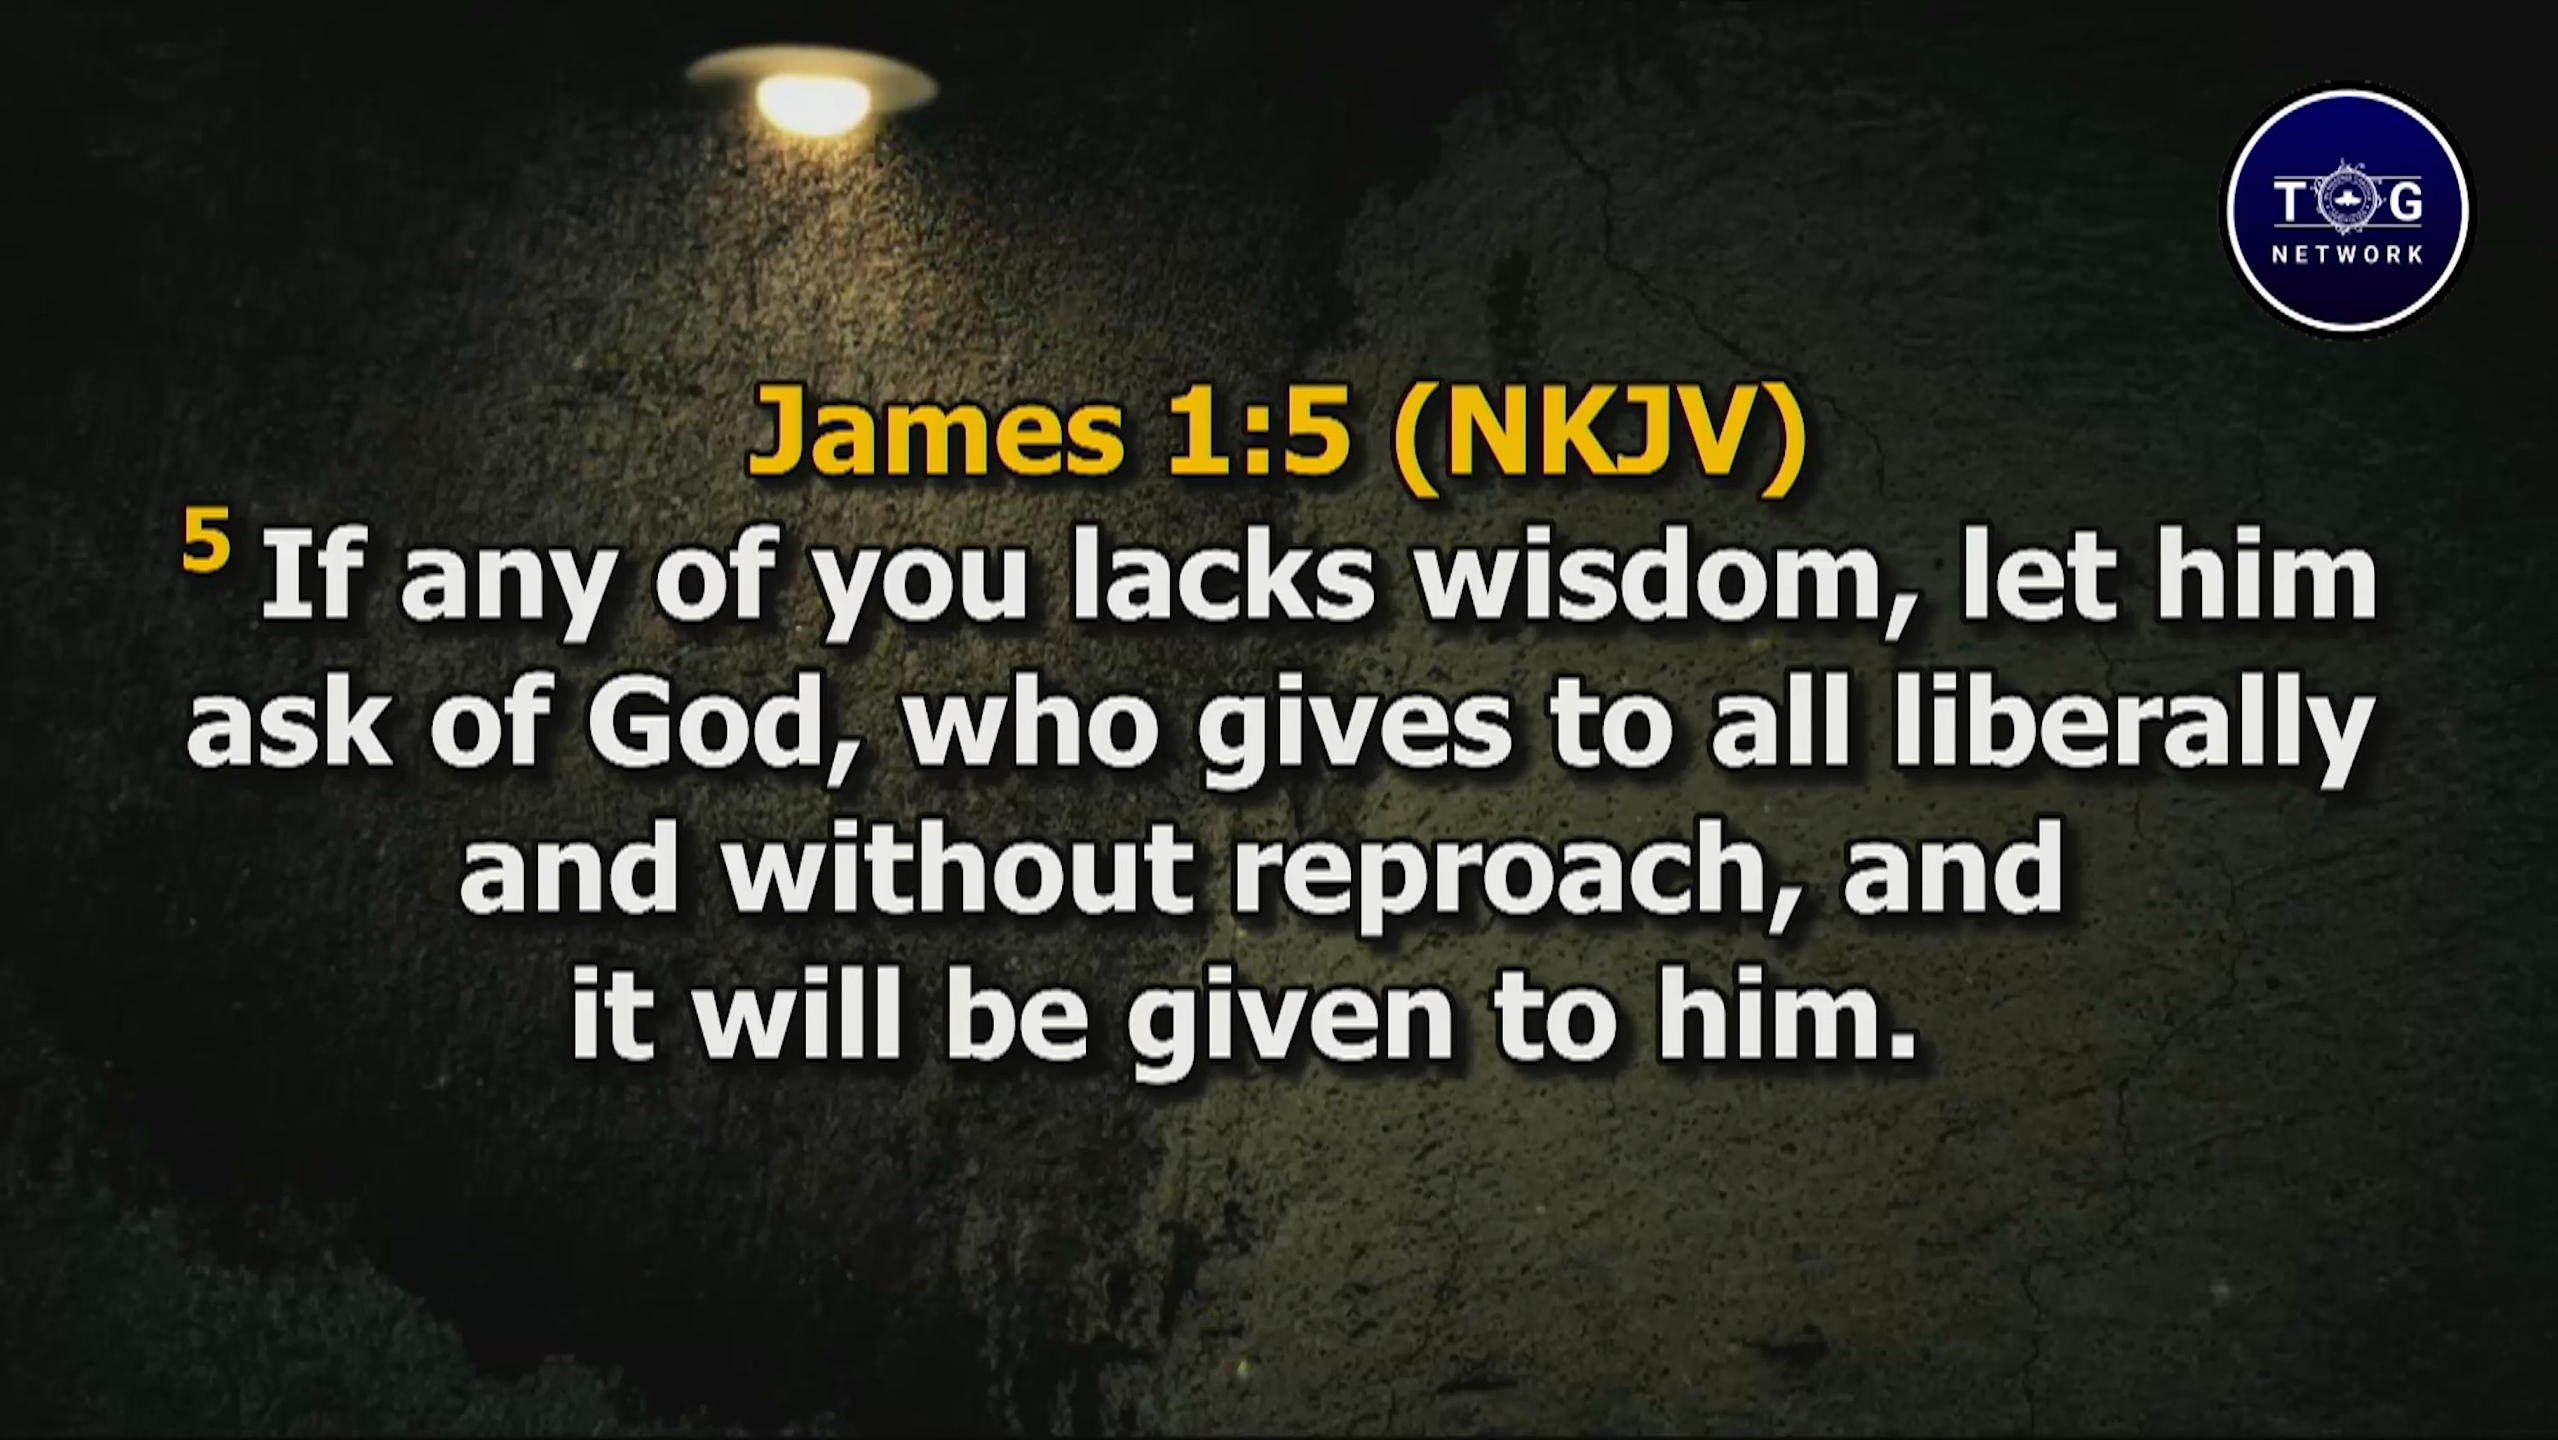 T G
NETWORK
James 1:5 (NKJV)
5 If any of you lacks wisdom, let him
ask of God, who gives to all liberally
and without reproach, and
it will be given to him.